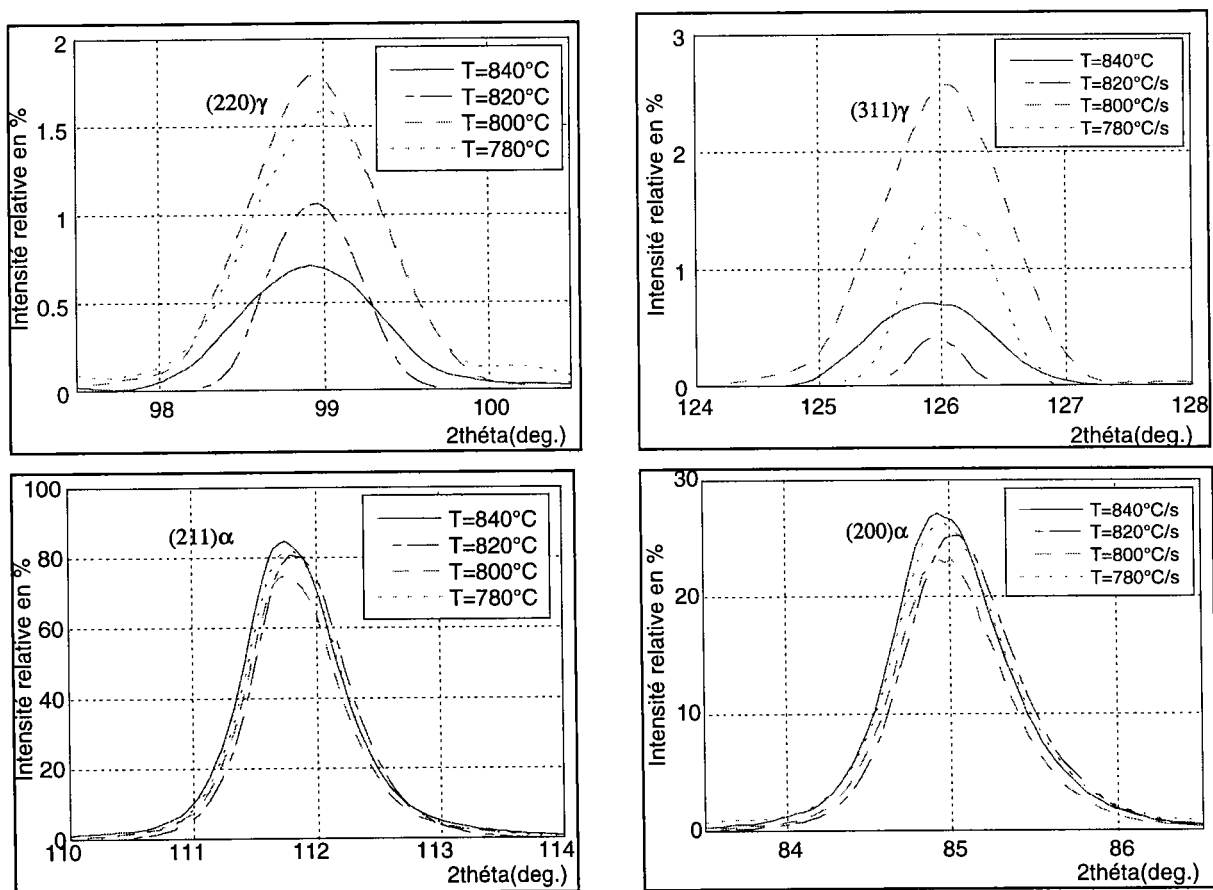 Intensité relative en %
2
1.5
1
0.5
0
(220)γ
T=840°C
T=820°C
T=800°C
T=780°C
98
99
100
2théta(deg.)
Intensité relative en %
3
2
1
0
(311)γ
T=840°C
T=820°C/s
T=800°C/s
T=780°C/s
124
125
126
127
128
2théta(deg.)
Intensité relative en %
100
80
60
40
20
0
(211)α
T=840°C
T=820°C
T=800°C
T=780°C
110
111
112
113
114
2théta(deg.)
Intensité relative en %
30
20
10
0
(200)α
T=840°C/s
T=820°C/s
T=800°C/s
T=780°C/s
84
85
86
2théta(deg.)